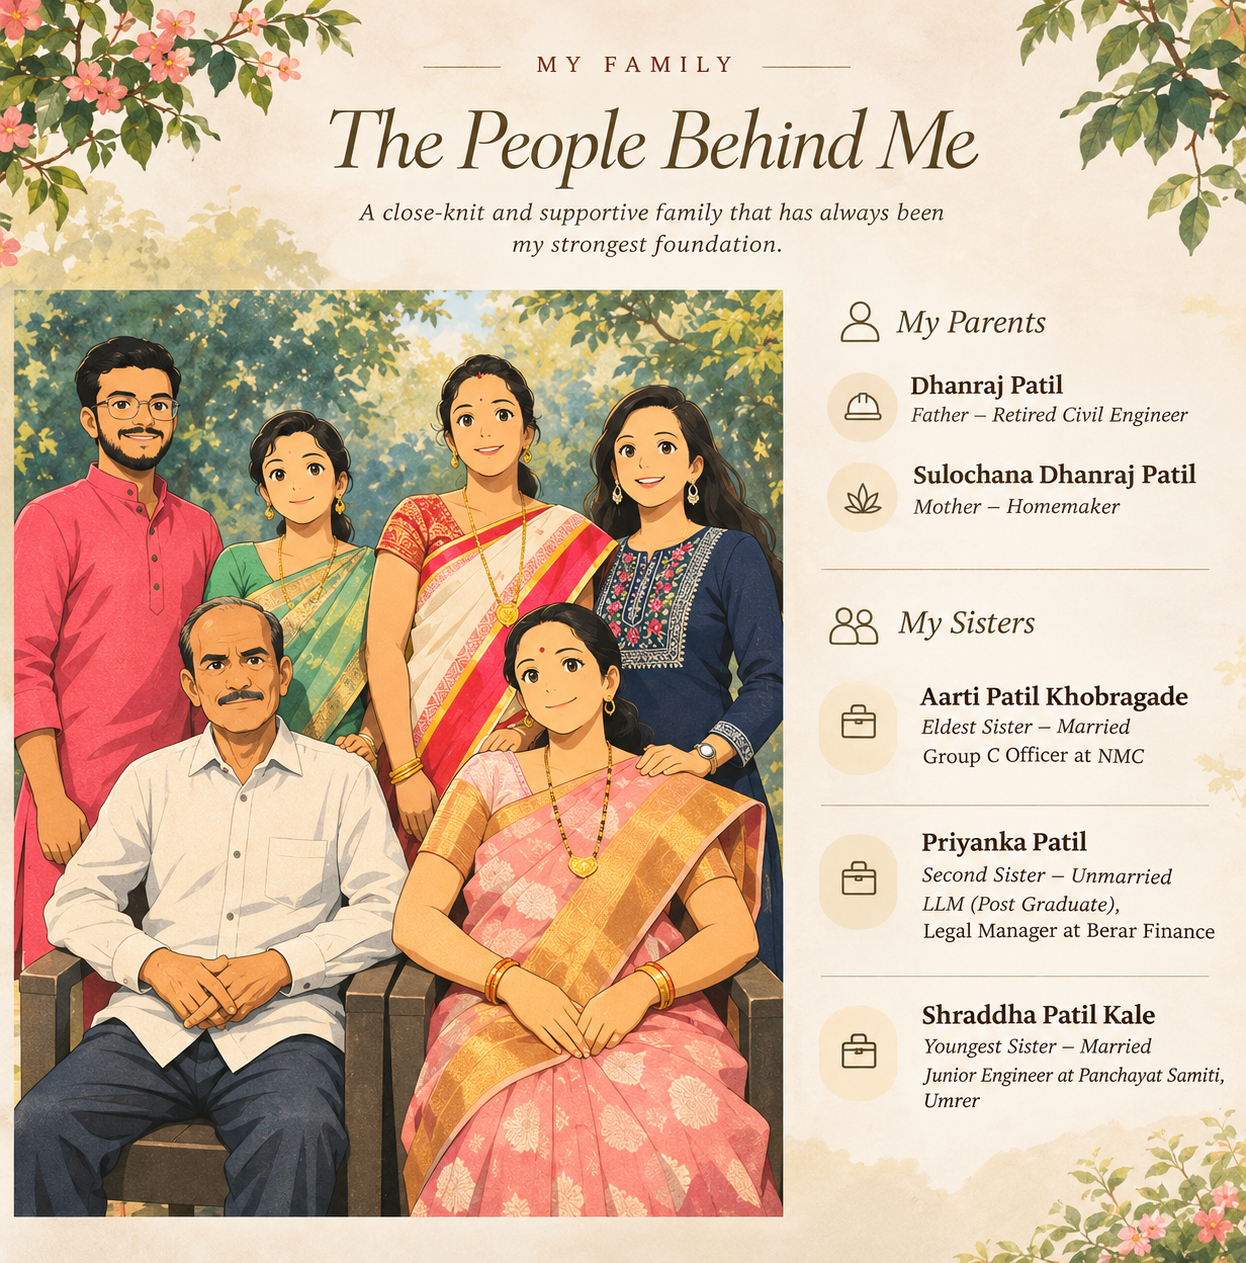 MY FAMILY
The People Behind Me
A close-knit and supportive family that has always been
my strongest foundation.
My Parents
Dhanraj Patil
Father – Retired Civil Engineer
Sulochana Dhanraj Patil
Mother – Homemaker
My Sisters
Aarti Patil Khobragade
Eldest Sister – Married
Group C Officer at NMC
Priyanka Patil
Second Sister – Unmarried
LLM (Post Graduate),
Legal Manager at Berar Finance
Shraddha Patil Kale
Youngest Sister – Married
Junior Engineer at Panchayat Samiti,
Umrer